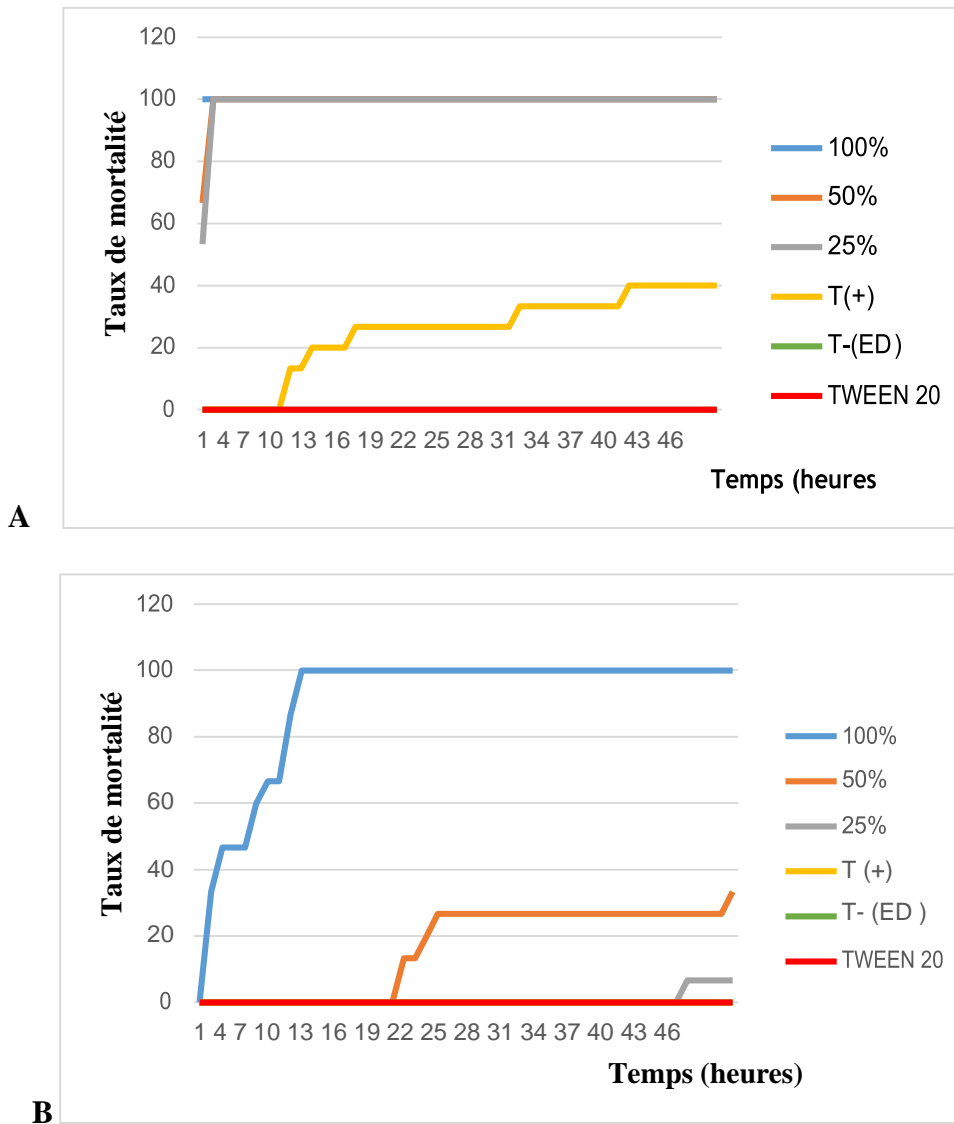 120
100
80
60
40
20
0
Taux de mortalité
1 4 7 10 13 16 19 22 25 28 31 34 37 40 43 46
Temps (heures
100%
50%
25%
T(+)
T-(ED)
TWEEN 20
A
120
100
80
60
40
20
0
Taux de mortalité
1 4 7 10 13 16 19 22 25 28 31 34 37 40 43 46
Temps (heures)
100%
50%
25%
T (+)
T- (ED )
TWEEN 20
B